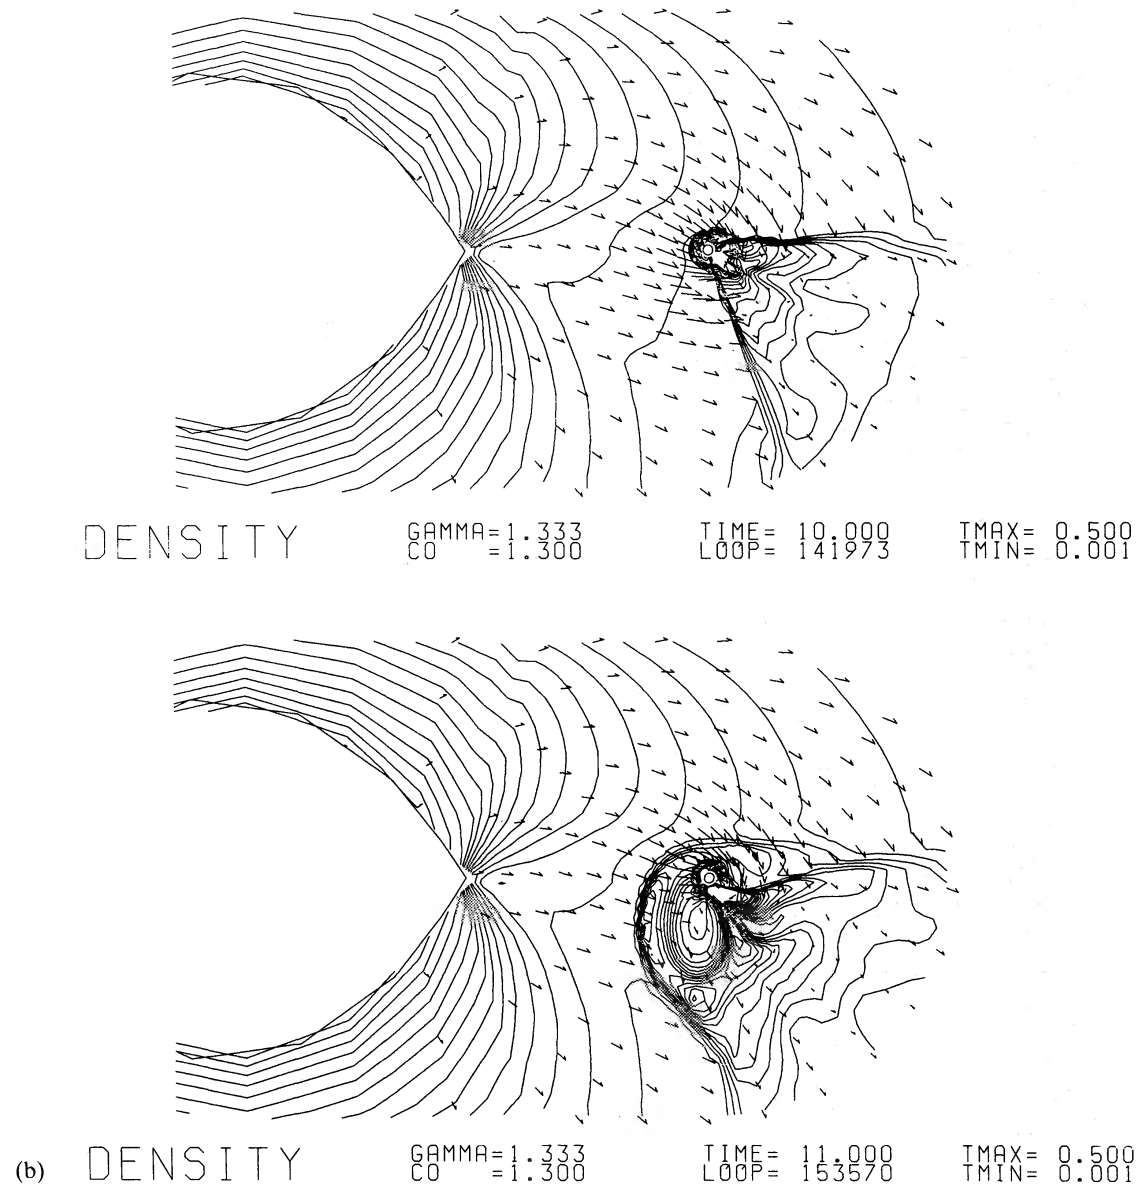 DENSITY GAMMA=1.333 TIME= 10.000 TMAX= 0.500
CO =1.300 LOOP= 141973 TMIN= 0.001
(b) DENSITY GAMMA=1.333 TIME= 11.000 TMAX= 0.500
CO =1.300 LOOP= 153570 TMIN= 0.001